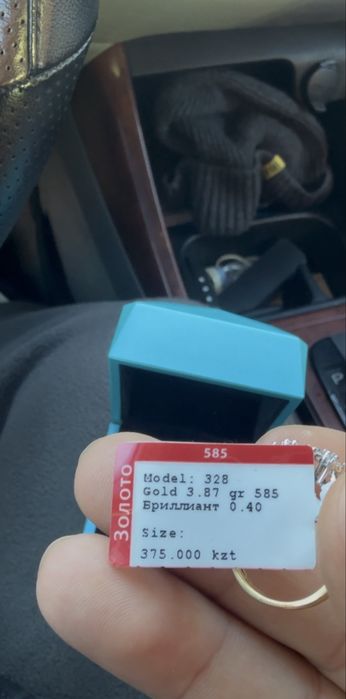 585
Золото
Model: 328
Gold 3.87 gr 585
Бриллиант 0.40
Size:
375.000 kzt